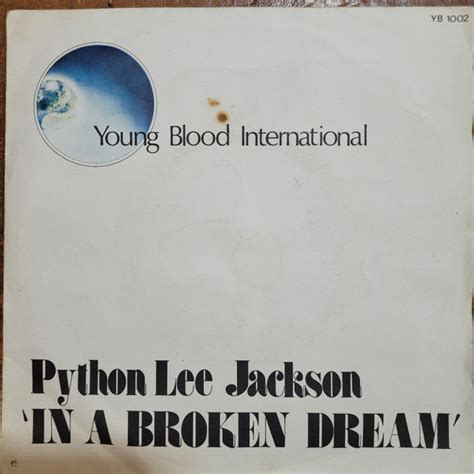 YB 1002
Young Blood International
Python Lee Jackson
'IN A BROKEN DREAM'